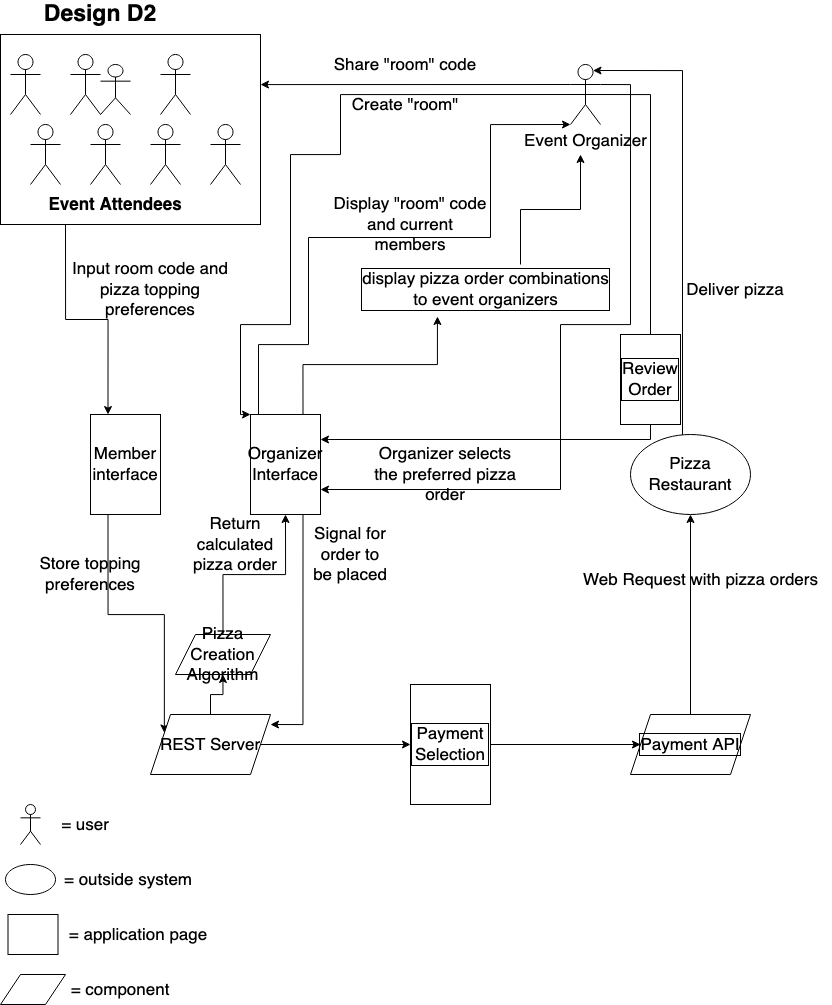 Design D2
Share "room" code
Create "room"
Event Organizer
Event Attendees
Display "room" code
and current
members
Input room code and
pizza topping
preferences
display pizza order combinations
to event organizers
Deliver pizza
Review
Order
Member
interface
Organizer
Interface
Organizer selects
the preferred pizza
order
Pizza
Restaurant
Return
calculated
pizza order
Signal for
order to
be placed
Store topping
preferences
Web Request with pizza orders
Pizza
Creation
Algorithm
REST Server
Payment
Selection
Payment API
= user
= outside system
= application page
= component